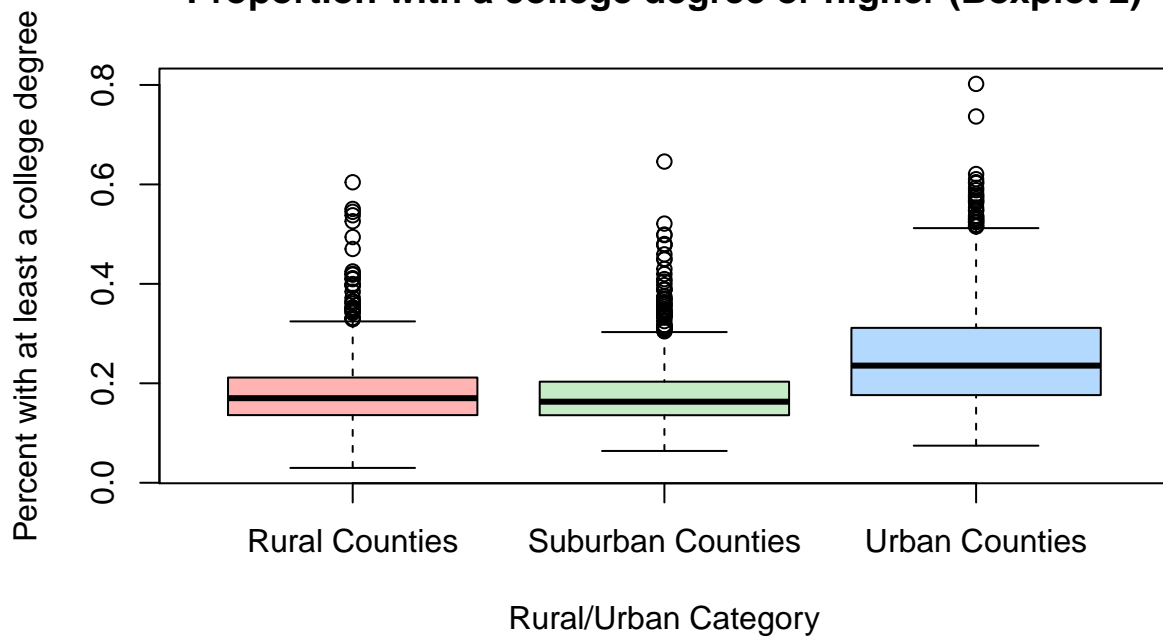 Proportion with a college degree or higher (Boxplot 2)
Percent with at least a college degree
0.8
0.6
0.4
0.2
0.0
Rural Counties Suburban Counties Urban Counties
Rural/Urban Category